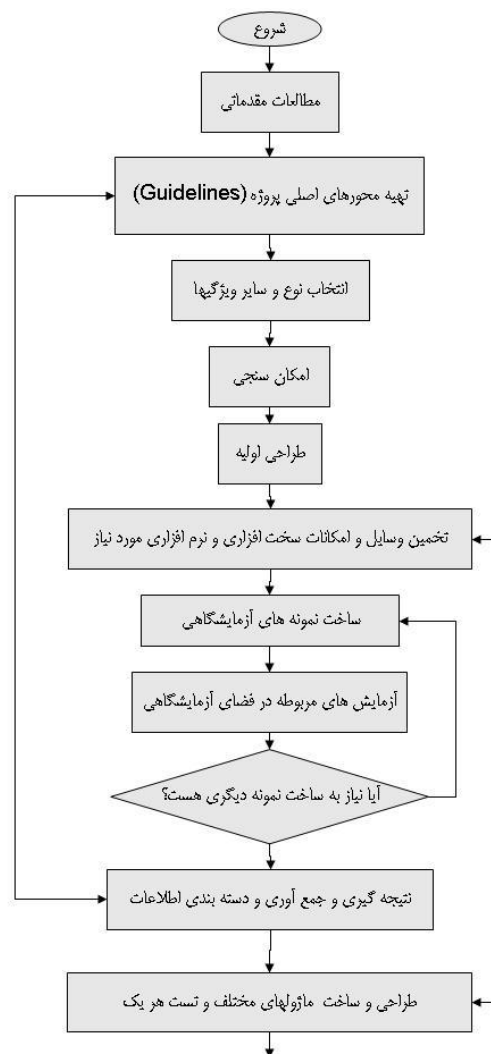 شروع
مطالعات مقدماتی
تهیه محورهای اصلی پروژه (Guidelines)
انتخاب نوع و سایر ویژگیها
امکان سنجی
طراحی اولیه
تخمین وسایل و امکانات سخت افزاری و نرم افزاری مورد نیاز
ساخت نمونه های آزمایشگاهی
آزمایش های مربوطه در فضای آزمایشگاهی
آیا نیاز به ساخت نمونه دیگری هست؟
نتیجه گیری و جمع آوری و دسته بندی اطلاعات
طراحی و ساخت ماژولهای مختلف و تست هر یک